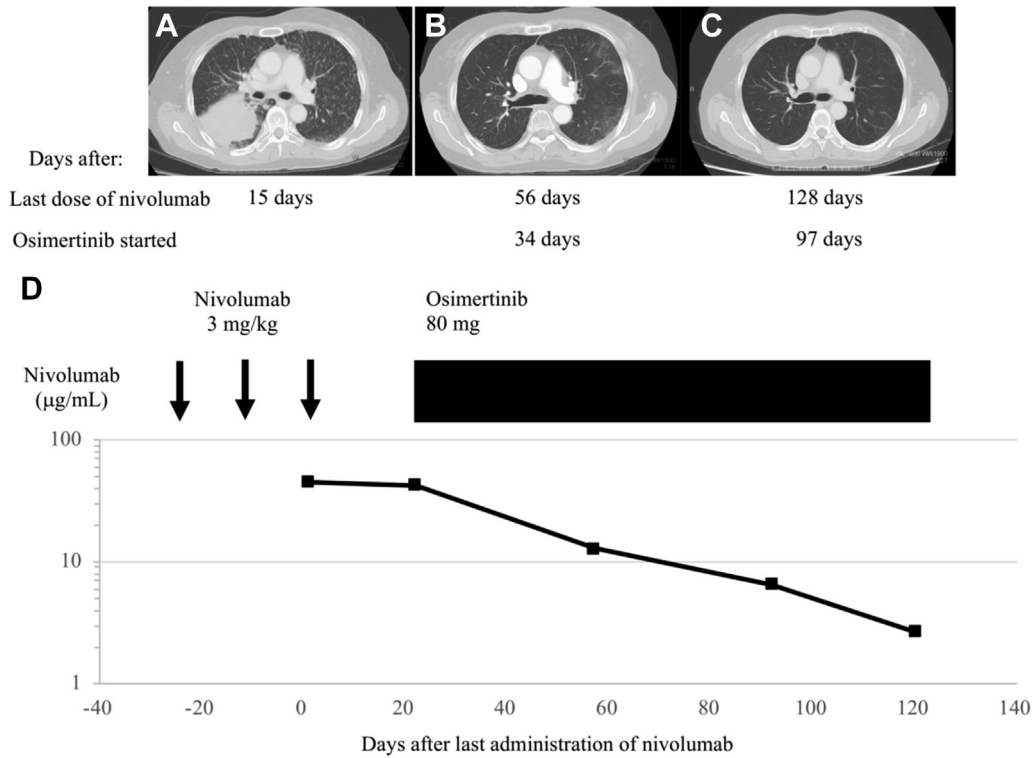 A B C
Days after:
Last dose of nivolumab 15 days 56 days 128 days
Osimertinib started 34 days 97 days
D
Nivolumab Osimertinib
3 mg/kg 80 mg
Nivolumab
(μg/mL)
100
10
1
-40 -20 0 20 40 60 80 100 120 140
Days after last administration of nivolumab